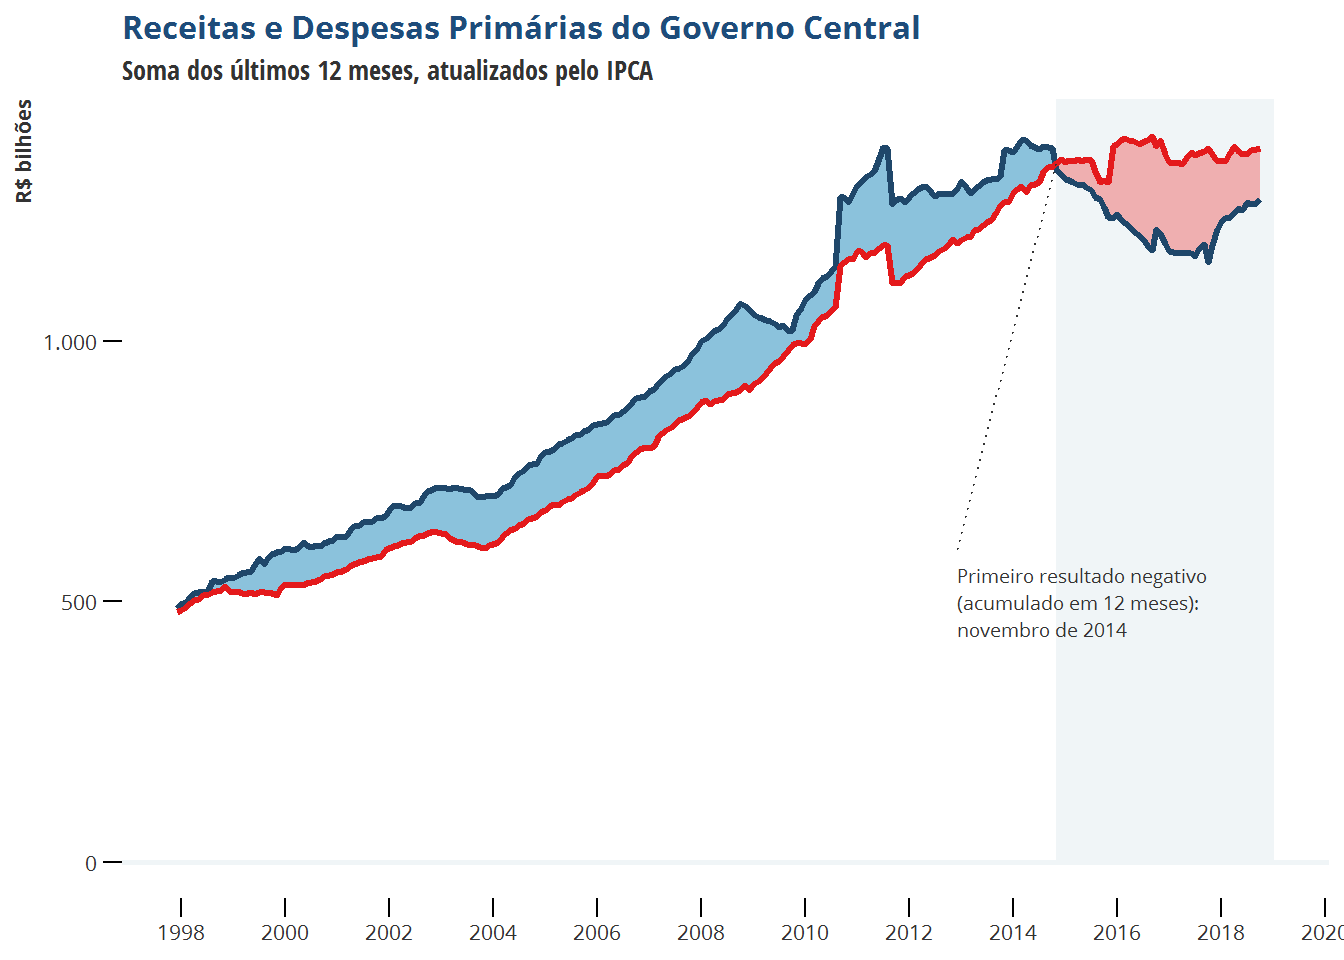 Receitas e Despesas Primárias do Governo Central
Soma dos últimos 12 meses, atualizados pelo IPCA
R$ bilhões
1.000
500
0
Primeiro resultado negativo
(acumulado em 12 meses):
novembro de 2014
1998 2000 2002 2004 2006 2008 2010 2012 2014 2016 2018 2020